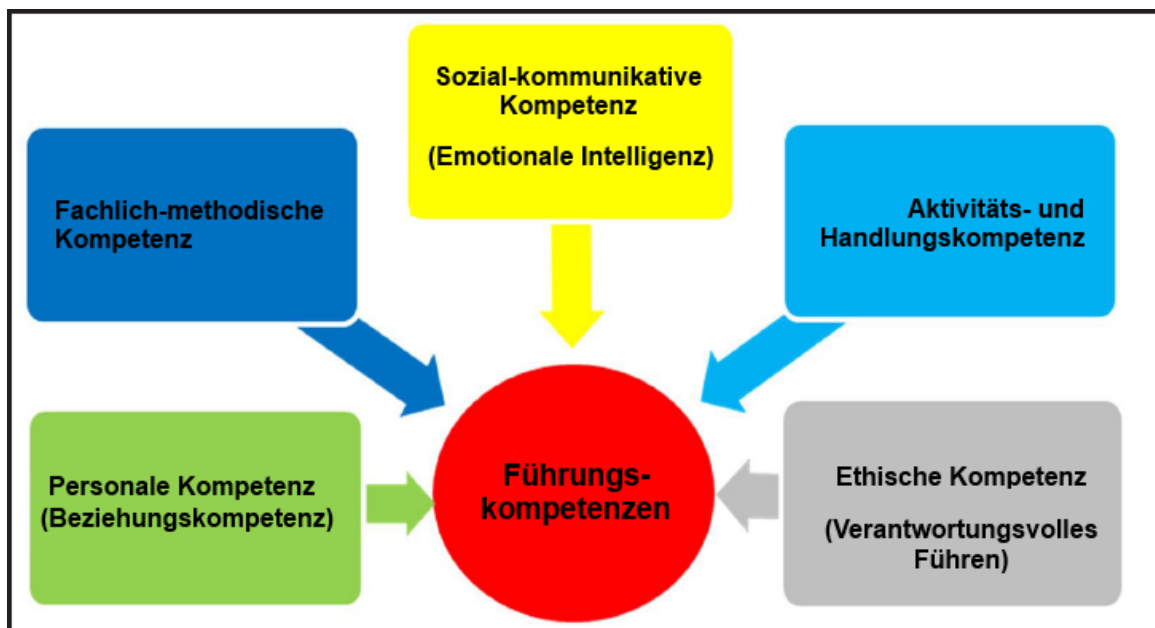 Sozial-kommunikative
Kompetenz
(Emotionale Intelligenz)
Fachlich-methodische
Kompetenz
Aktivitäts- und
Handlungskompetenz
Personale Kompetenz
(Beziehungskompetenz)
Führungs-
kompetenzen
Ethische Kompetenz
(Verantwortungsvolles
Führen)